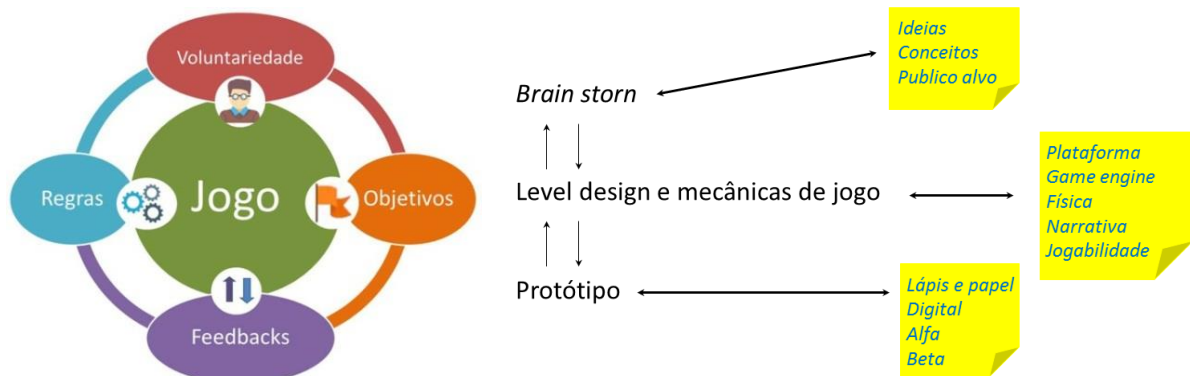 Voluntariedade
Regras
Jogo
Objetivos
Feedbacks
Brain storn
Ideias
Conceitos
Publico alvo
Level design e mecânicas de jogo
Plataforma
Game engine
Física
Narrativa
Jogabilidade
Protótipo
Lápis e papel
Digital
Alfa
Beta